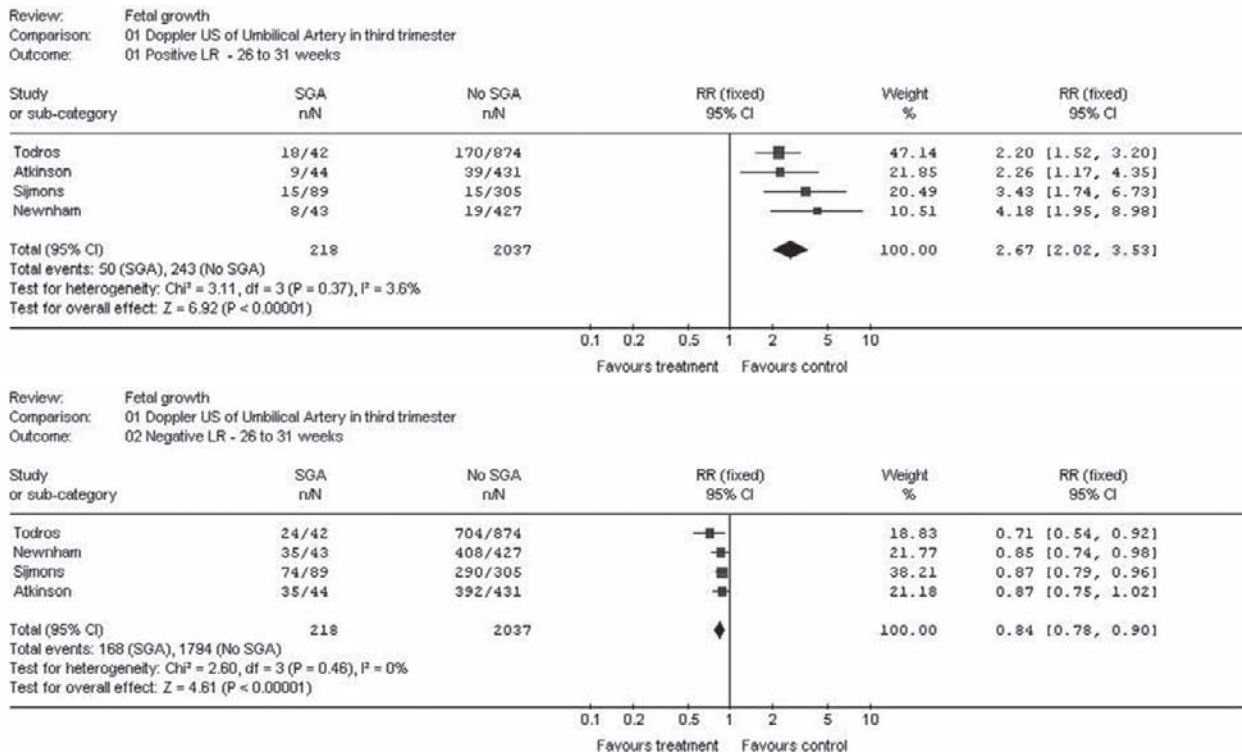 Review: Fetal growth
Comparison: 01 Doppler US of Umbilical Artery in third trimester
Outcome: 01 Positive LR - 26 to 31 weeks
Study SGA No SGA RR (fixed) Weight RR (fixed)
or sub-category n/N n/N 95% CI % 95% CI
Todros 18/42 170/874 47.14 2.20 [1.52, 3.20]
Atkinson 9/44 39/431 21.85 2.26 [1.17, 4.35]
Sijmons 15/89 15/305 20.49 3.43 [1.74, 6.73]
Newnham 8/43 19/427 10.51 4.18 [1.95, 8.98]
Total (95% CI) 218 2037 100.00 2.67 [2.02, 3.53]
Total events: 50 (SGA), 243 (No SGA)
Test for heterogeneity: Chi² = 3.11, df = 3 (P = 0.37), I² = 3.6%
Test for overall effect: Z = 6.92 (P < 0.00001)
0.1 0.2 0.5 1 2 5 10
Favours treatment Favours control
Review: Fetal growth
Comparison: 01 Doppler US of Umbilical Artery in third trimester
Outcome: 02 Negative LR - 26 to 31 weeks
Study SGA No SGA RR (fixed) Weight RR (fixed)
or sub-category n/N n/N 95% CI % 95% CI
Todros 24/42 704/874 18.83 0.71 [0.54, 0.92]
Newnham 35/43 408/427 21.77 0.85 [0.74, 0.98]
Sijmons 74/89 290/305 38.21 0.87 [0.79, 0.96]
Atkinson 35/44 392/431 21.18 0.87 [0.75, 1.02]
Total (95% CI) 218 2037 100.00 0.84 [0.78, 0.90]
Total events: 168 (SGA), 1794 (No SGA)
Test for heterogeneity: Chi² = 2.60, df = 3 (P = 0.46), I² = 0%
Test for overall effect: Z = 4.61 (P < 0.00001)
0.1 0.2 0.5 1 2 5 10
Favours treatment Favours control